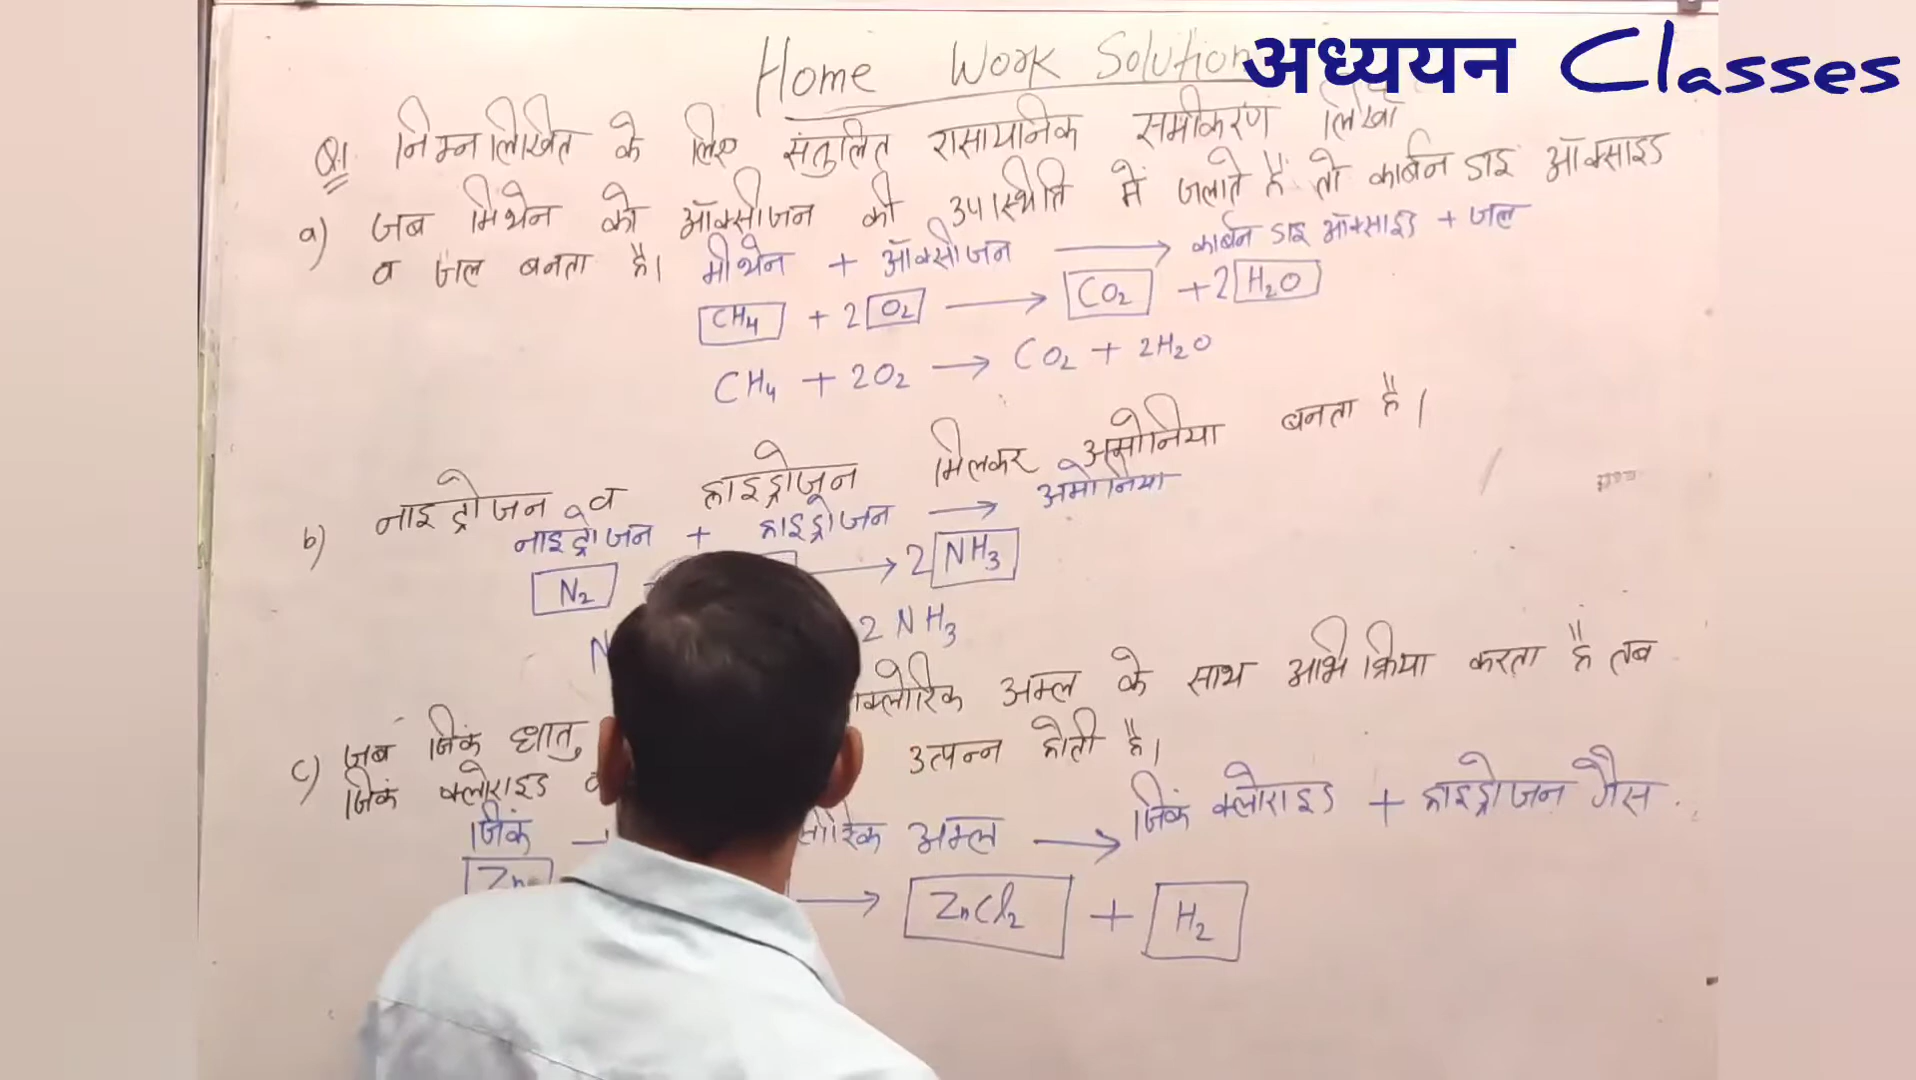 Home Work Solution
अध्ययन Classes
Q1 निम्नलिखित के लिए संतुलित रासायनिक समीकरण लिखो
a) जब मिथेन को ऑक्सीजन की उपास्थिति में जलाते हैं तो कार्बन डाइ ऑक्साइड
व जल बनता है। मीथेन + ऑक्सीजन ⟶ कार्बन डाइ ऑक्साइड + जल
CH₄ + 2 O₂ ⟶ CO₂ + 2 H₂O
CH₄ + 2O₂ → CO₂ + 2H₂O
b) नाइट्रोजन व हाइड्रोजन मिलकर अमोनिया बनता है।
नाइट्रोजन + हाइड्रोजन → अमोनिया
N₂ → 2 NH₃
N 2 NH₃
c) जब जिंक धातु क्लोरिक अम्ल के साथ अभिक्रिया करता है तब
जिंक क्लोराइड व उत्पन्न होती है।
जिंक लोरिक अम्ल → जिंक क्लोराइड + हाइड्रोजन गैस
Zn → ZnCl₂ + H₂